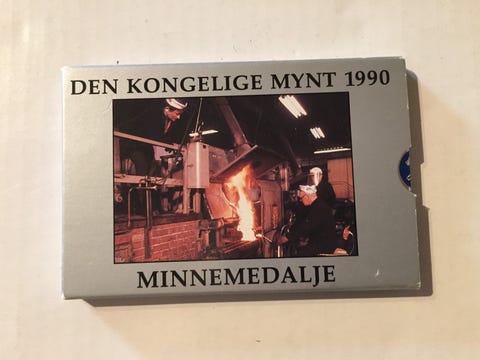 DEN KONGELIGE MYNT 1990
MINNEMEDALJE